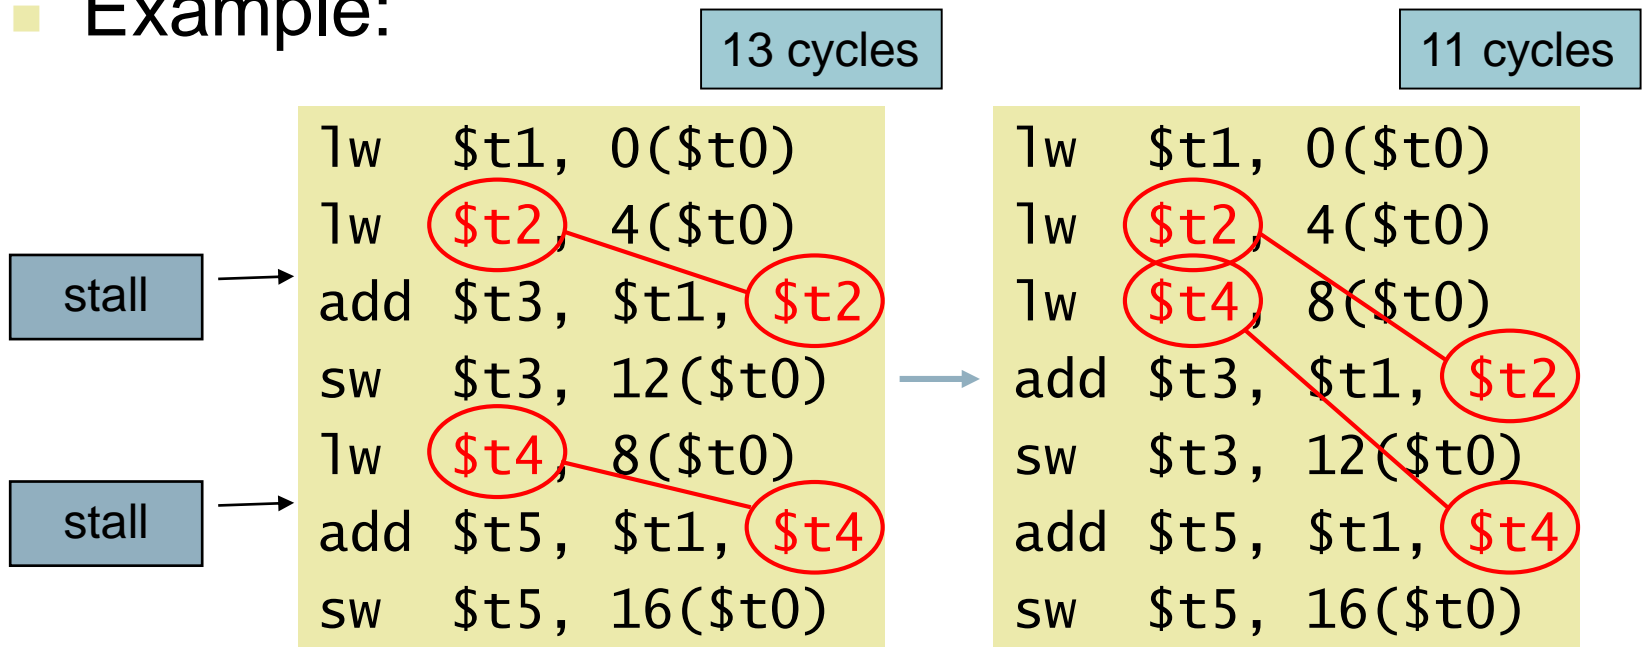 Example:
13 cycles
11 cycles
lw $t1, 0($t0)
lw $t2, 4($t0)
add $t3, $t1, $t2
sw $t3, 12($t0)
lw $t4, 8($t0)
add $t5, $t1, $t4
sw $t5, 16($t0)
stall
stall
lw $t1, 0($t0)
lw $t2, 4($t0)
lw $t4, 8($t0)
add $t3, $t1, $t2
sw $t3, 12($t0)
add $t5, $t1, $t4
sw $t5, 16($t0)